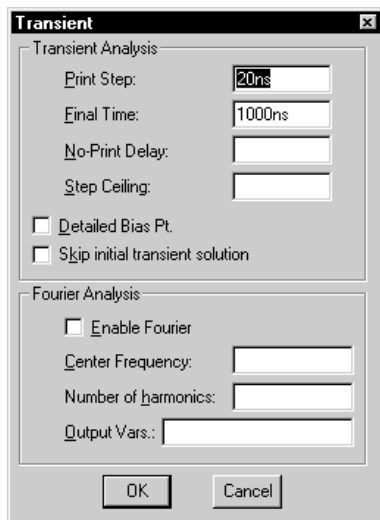 Transient
Transient Analysis
Print Step: 20ns
Final Time: 1000ns
No-Print Delay:
Step Ceiling:
Detailed Bias Pt.
Skip initial transient solution
Fourier Analysis
Enable Fourier
Center Frequency:
Number of harmonics:
Output Vars.:
OK Cancel